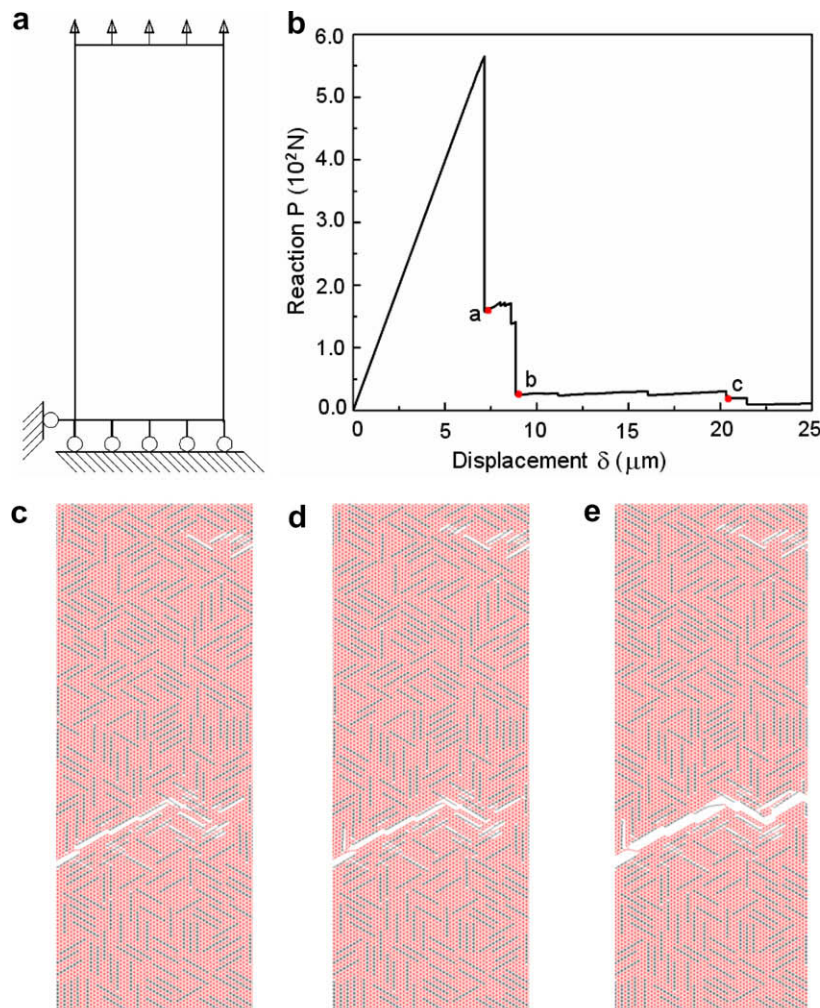 a
b
6.0
5.0
4.0
3.0
2.0
1.0
0.0
Reaction P (10²N)
a
b
c
0
5
10
15
20
25
Displacement δ (μm)
c
d
e